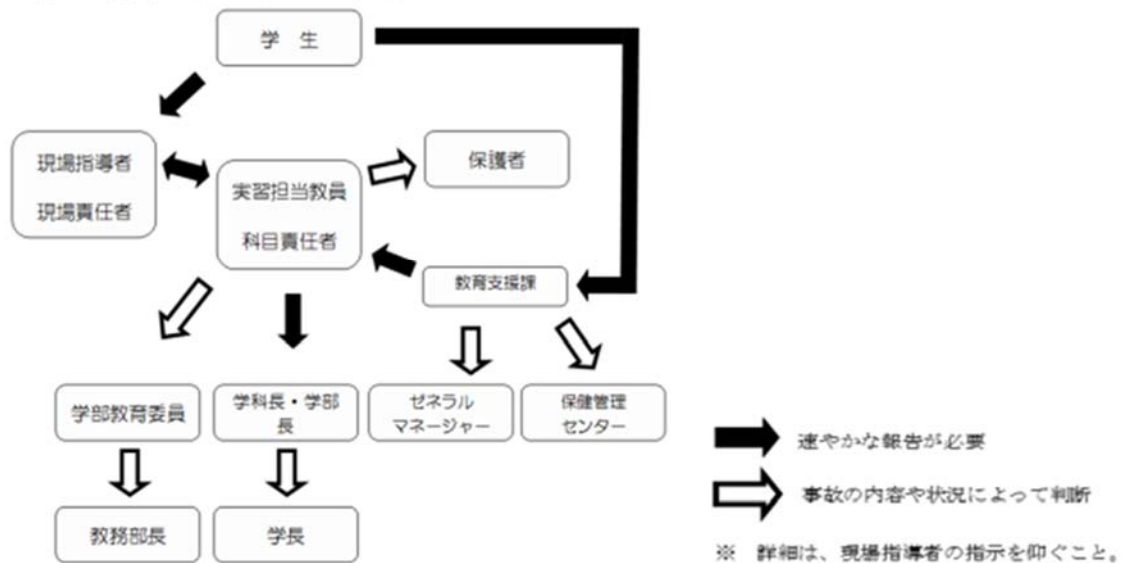 学 生
現場指導者
現場責任者
実習担当教員
科目責任者
保護者
教育支援課
学部教育委員
学科長・学部
長
ゼネラル
マネージャー
保健管理
センター
教務部長
学長
速やかな報告が必要
事故の内容や状況によって判断
※ 詳細は、現場指導者の指示を仰ぐこと。